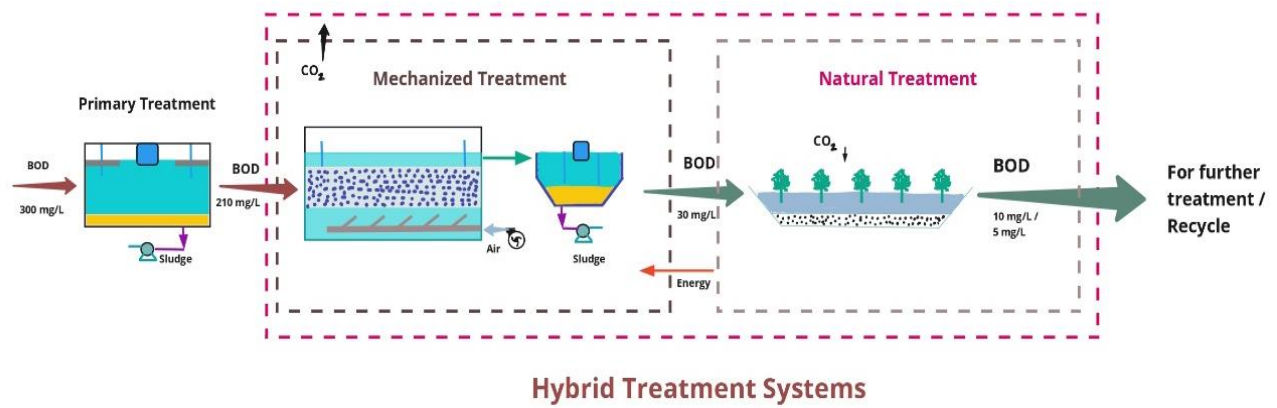 CO₂
Mechanized Treatment
Natural Treatment
Primary Treatment
BOD
300 mg/L
BOD
210 mg/L
Air
Sludge
Sludge
BOD
30 mg/L
Energy
CO₂
BOD
10 mg/L /
5 mg/L
For further
treatment /
Recycle
Hybrid Treatment Systems